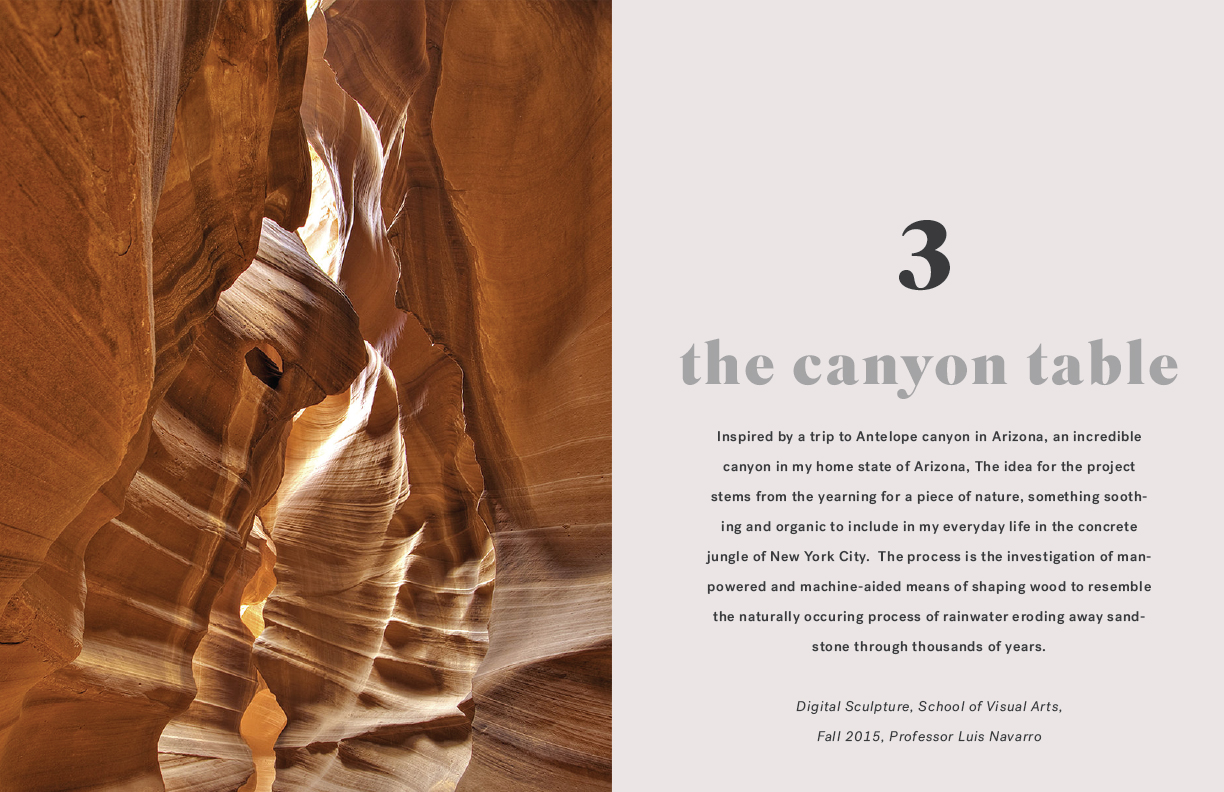 3
the canyon table
Inspired by a trip to Antelope canyon in Arizona, an incredible
canyon in my home state of Arizona, The idea for the project
stems from the yearning for a piece of nature, something sooth-
ing and organic to include in my everyday life in the concrete
jungle of New York City.  The process is the investigation of man-
powered and machine-aided means of shaping wood to resemble
the naturally occuring process of rainwater eroding away sand-
stone through thousands of years.
Digital Sculpture, School of Visual Arts,
Fall 2015, Professor Luis Navarro